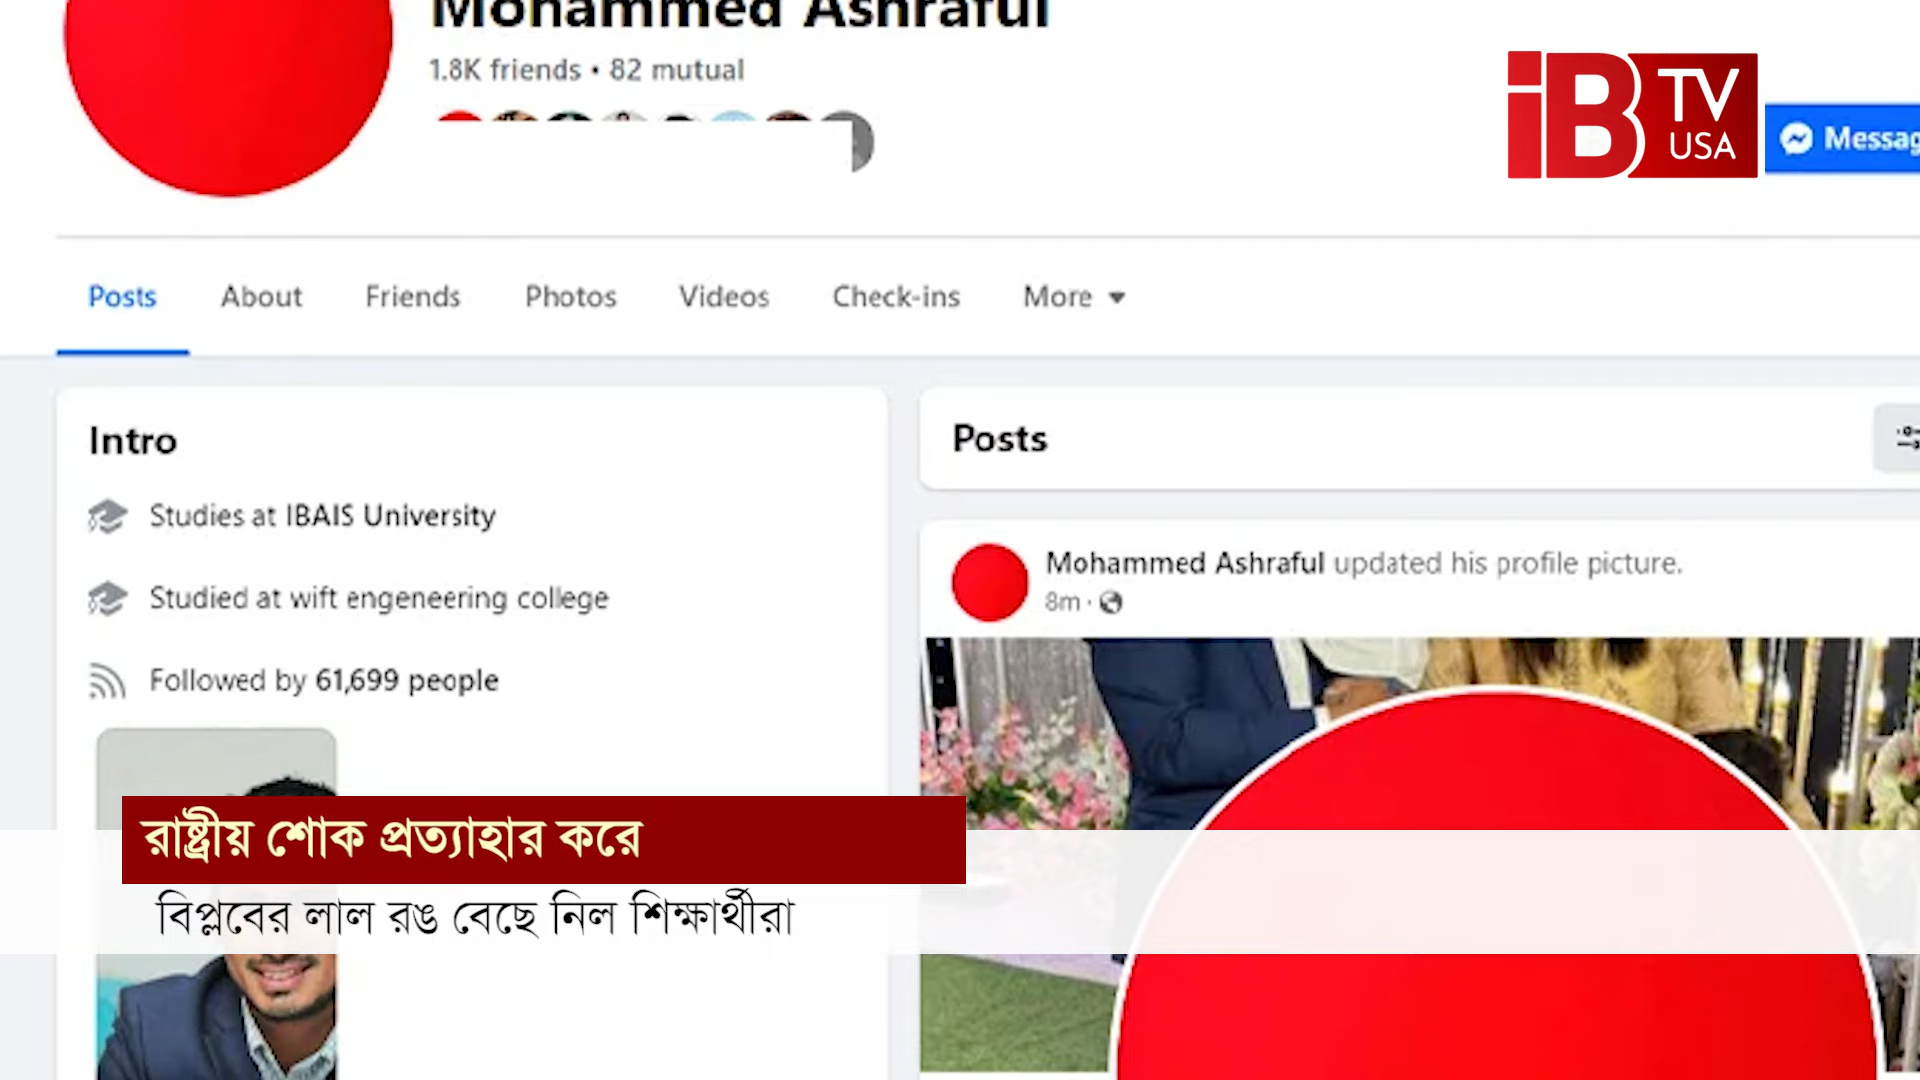 Mohammed Ashraful
1.8K friends • 82 mutual
iB TV USA
Messag
Posts
About
Friends
Photos
Videos
Check-ins
More
Intro
Studies at IBAIS University
Studied at wift engeneering college
Followed by 61,699 people
Posts
Mohammed Ashraful updated his profile picture.
8m ·
রাষ্ট্রীয় শোক প্রত্যাহার করে
বিপ্লবের লাল রঙ বেছে নিল শিক্ষার্থীরা